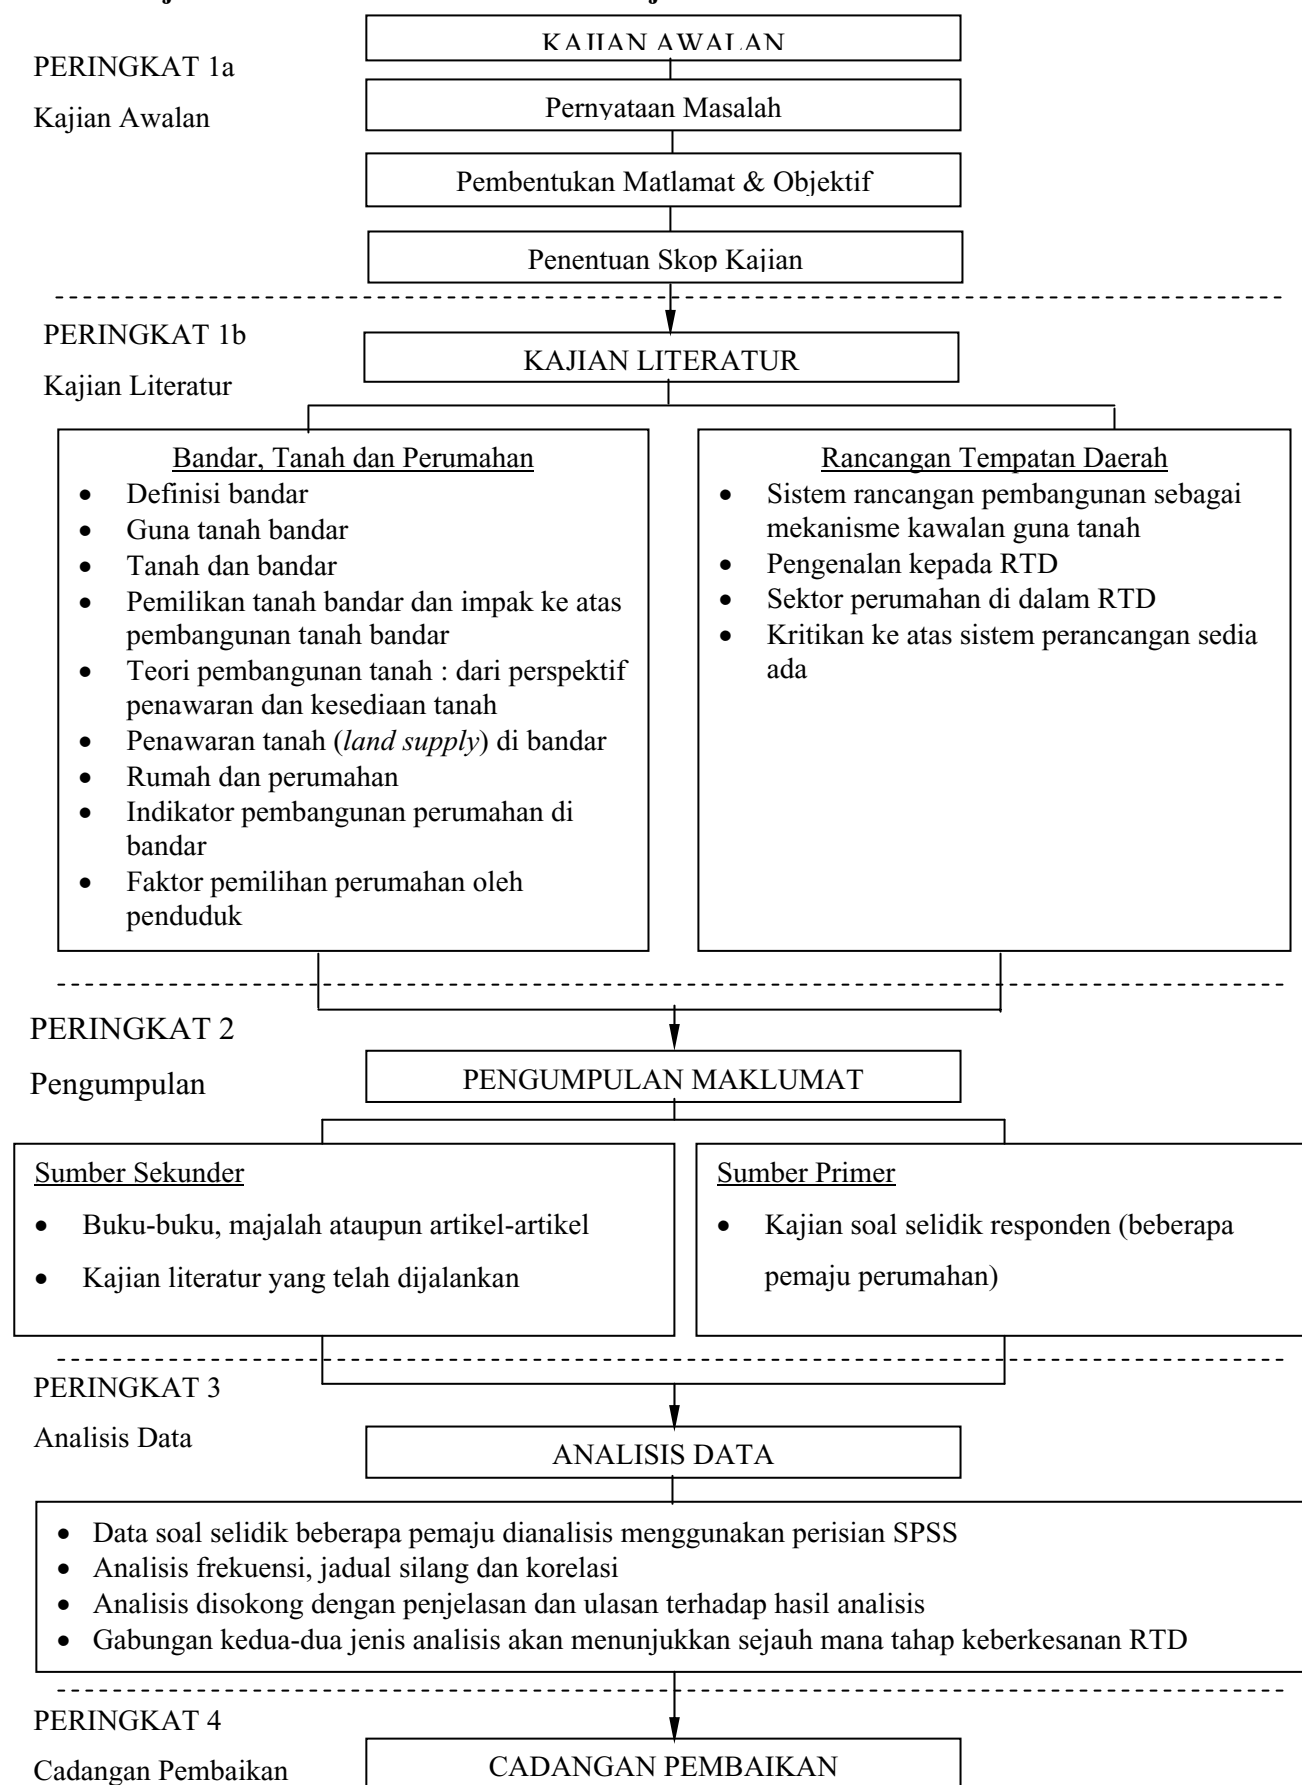 KAJIAN AWALAN
PERINGKAT 1a
Kajian Awalan
Pernyataan Masalah
Pembentukan Matlamat & Objektif
Penentuan Skop Kajian
PERINGKAT 1b
Kajian Literatur
KAJIAN LITERATUR
Bandar, Tanah dan Perumahan
• Definisi bandar
• Guna tanah bandar
• Tanah dan bandar
• Pemilikan tanah bandar dan impak ke atas
pembangunan tanah bandar
• Teori pembangunan tanah : dari perspektif
penawaran dan kesediaan tanah
• Penawaran tanah (land supply) di bandar
• Rumah dan perumahan
• Indikator pembangunan perumahan di
bandar
• Faktor pemilihan perumahan oleh
penduduk
Rancangan Tempatan Daerah
• Sistem rancangan pembangunan sebagai
mekanisme kawalan guna tanah
• Pengenalan kepada RTD
• Sektor perumahan di dalam RTD
• Kritikan ke atas sistem perancangan sedia
ada
PERINGKAT 2
Pengumpulan
PENGUMPULAN MAKLUMAT
Sumber Sekunder
• Buku-buku, majalah ataupun artikel-artikel
• Kajian literatur yang telah dijalankan
Sumber Primer
• Kajian soal selidik responden (beberapa
pemaju perumahan)
PERINGKAT 3
Analisis Data
ANALISIS DATA
• Data soal selidik beberapa pemaju dianalisis menggunakan perisian SPSS
• Analisis frekuensi, jadual silang dan korelasi
• Analisis disokong dengan penjelasan dan ulasan terhadap hasil analisis
• Gabungan kedua-dua jenis analisis akan menunjukkan sejauh mana tahap keberkesanan RTD
PERINGKAT 4
Cadangan Pembaikan
CADANGAN PEMBAIKAN